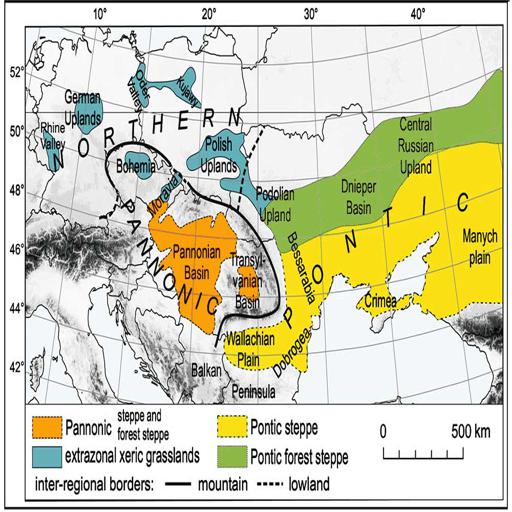 10° 20° 30° 40°
52°
50°
48°
46°
44°
42°
Oder
Valley
Kujawy
German
Uplands
Rhine
Valley
NORTHERN
Polish
Uplands
Bohemia
Moravia
Central
Russian
Upland
Dnieper
Basin
Podolian
Upland
PANNONIC
Pannonian
Basin
Transyl-
vanian
Basin
Bessarabia
PONTIC
Manych
plain
Crimea
Wallachian
Plain
Dobrogea
Balkan
Peninsula
Pannonic steppe and
forest steppe
Pontic steppe
extrazonal xeric grasslands
Pontic forest steppe
0 500 km
inter-regional borders: mountain lowland